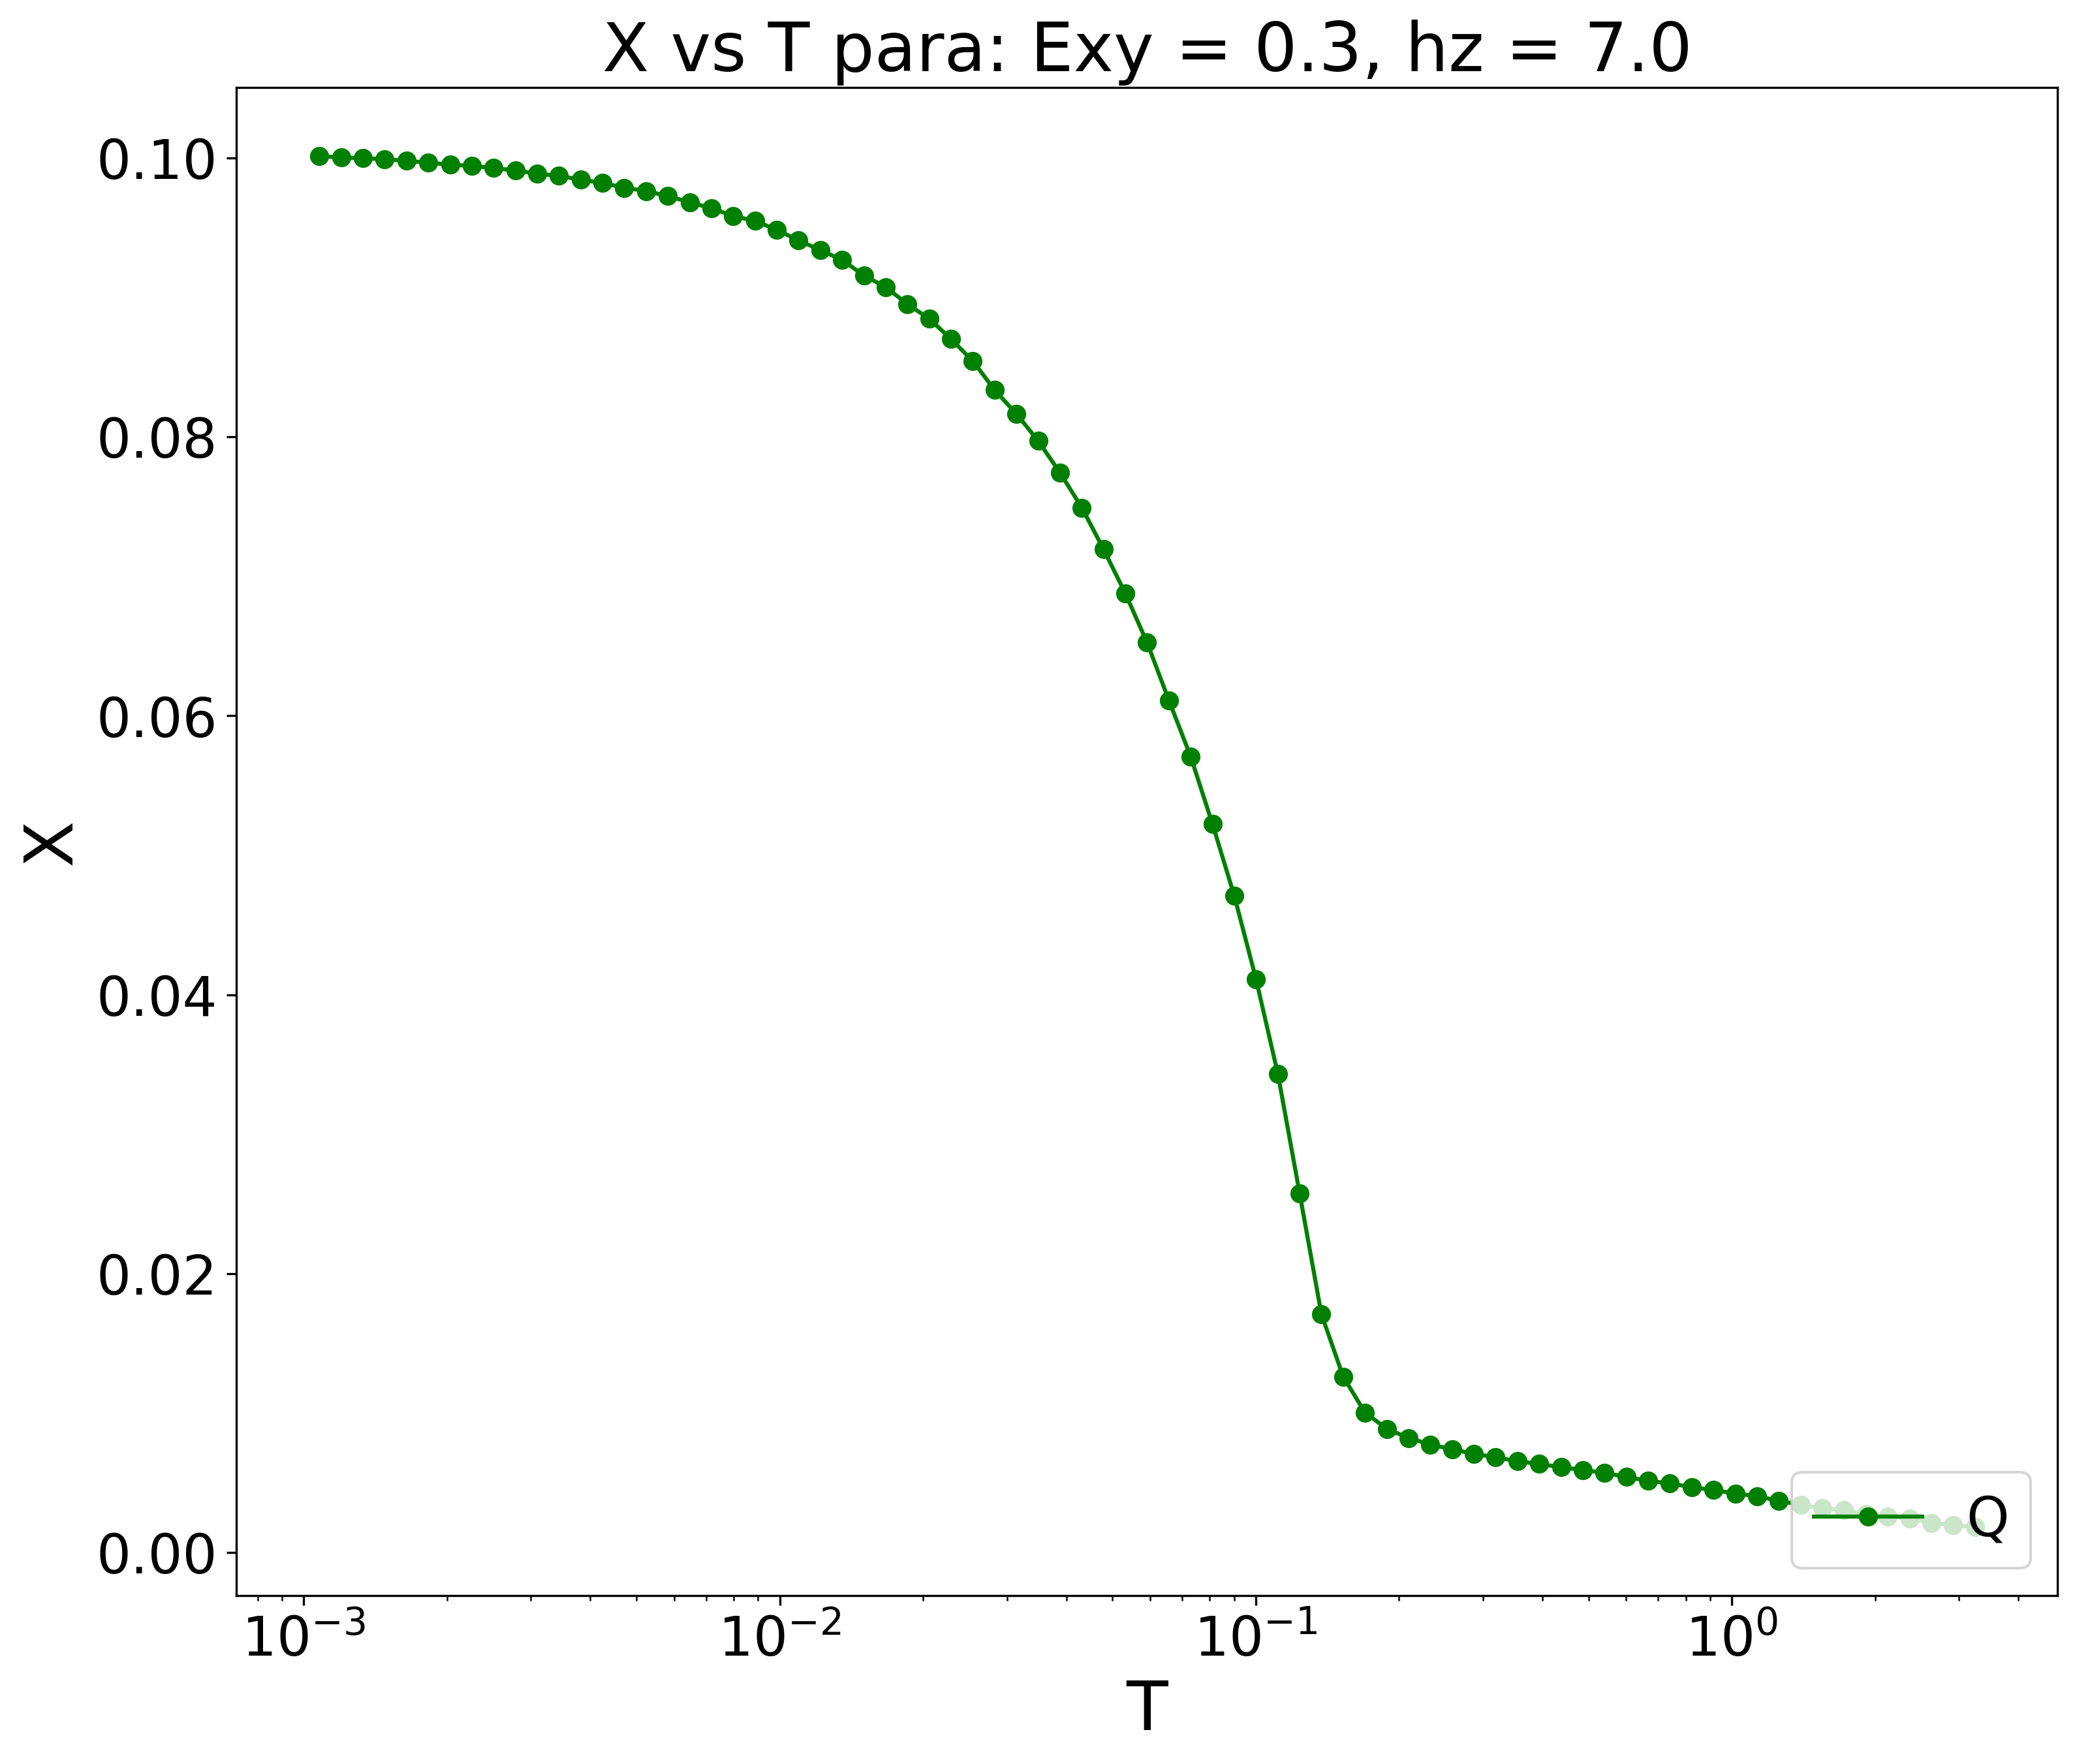 X vs T para: Exy = 0.3, hz = 7.0
0.10
0.08
0.06
0.04
0.02
0.00
X
10⁻³ 10⁻² 10⁻¹ 10⁰
T
Q